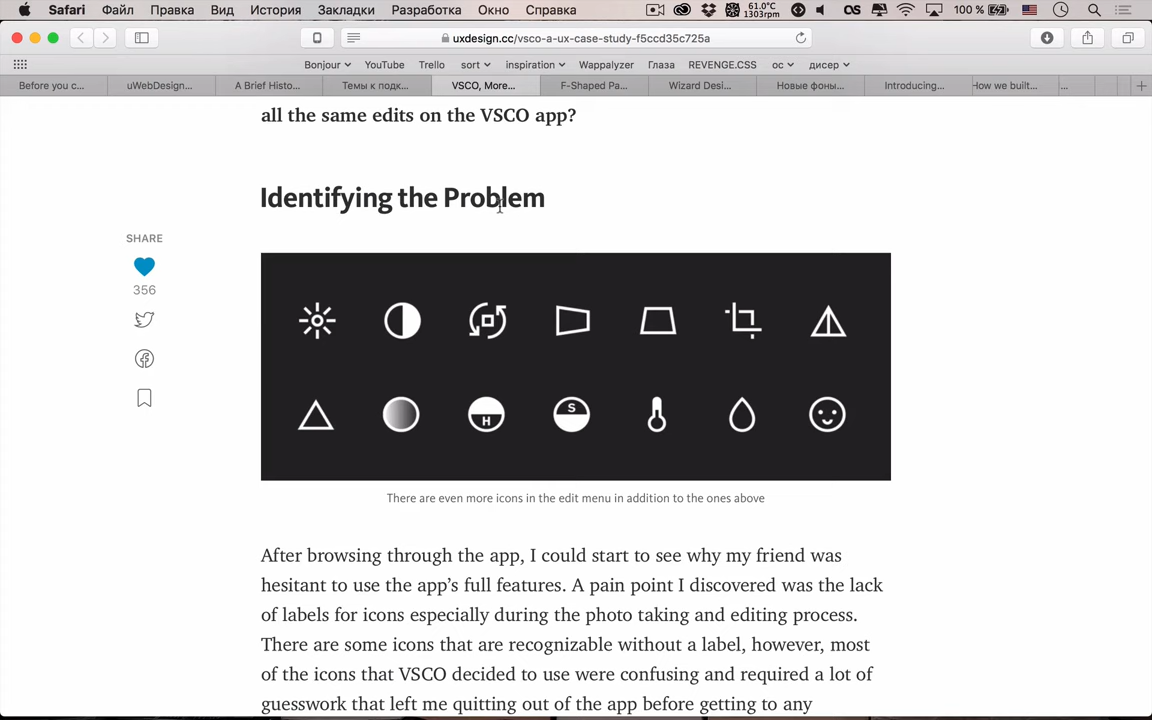 Safari Файл Правка Вид История Закладки Разработка Окно Справка 61.0°C 1303rpm 100 %
uxdesign.cc/vsco-a-ux-case-study-f5ccd35c725a
Bonjour YouTube Trello sort inspiration Wappalyzer Глаза REVENGE.CSS ос дисер
Before you c... uWebDesign... A Brief Histo... Темы к подк... VSCO, More... F-Shaped Pa... Wizard Desi... Новые фоны... Introducing... How we built... ...
all the same edits on the VSCO app?
Identifying the Problem
SHARE
356
H
S
There are even more icons in the edit menu in addition to the ones above
After browsing through the app, I could start to see why my friend was
hesitant to use the app’s full features. A pain point I discovered was the lack
of labels for icons especially during the photo taking and editing process.
There are some icons that are recognizable without a label, however, most
of the icons that VSCO decided to use were confusing and required a lot of
guesswork that left me quitting out of the app before getting to any